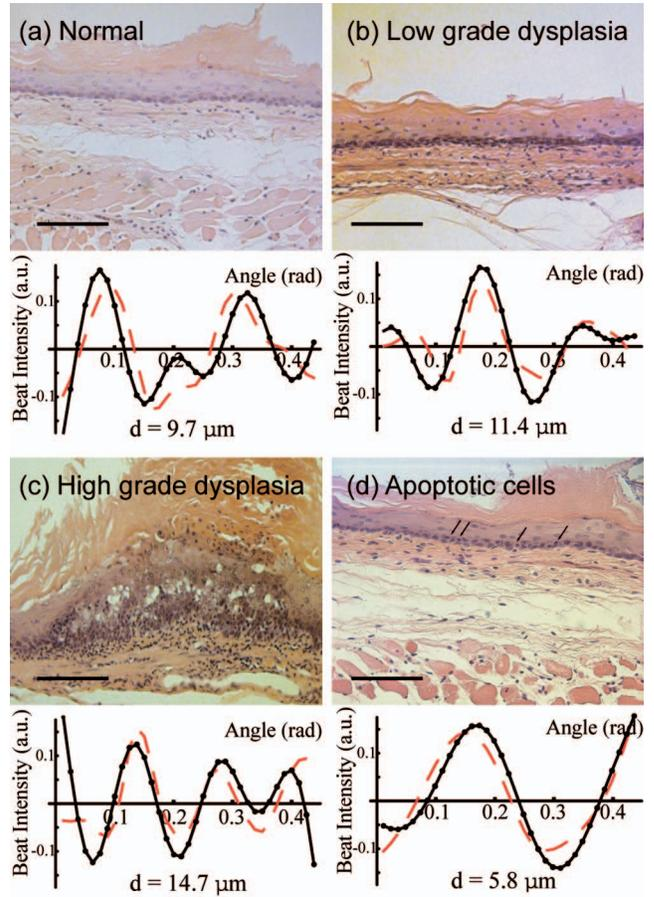 (a) Normal
(b) Low grade dysplasia
Beat Intensity (a.u.)
Angle (rad)
0.1
-0.1
0.1
0.2
0.3
0.4
d = 9.7 μm
Beat Intensity (a.u.)
Angle (rad)
0.1
-0.1
0.1
0.2
0.3
0.4
d = 11.4 μm
(c) High grade dysplasia
(d) Apoptotic cells
Beat Intensity (a.u.)
Angle (rad)
0.1
-0.1
0.1
0.2
0.3
0.4
d = 14.7 μm
Beat Intensity (a.u.)
Angle (rad)
0.1
-0.1
0.1
0.2
0.3
0.4
d = 5.8 μm